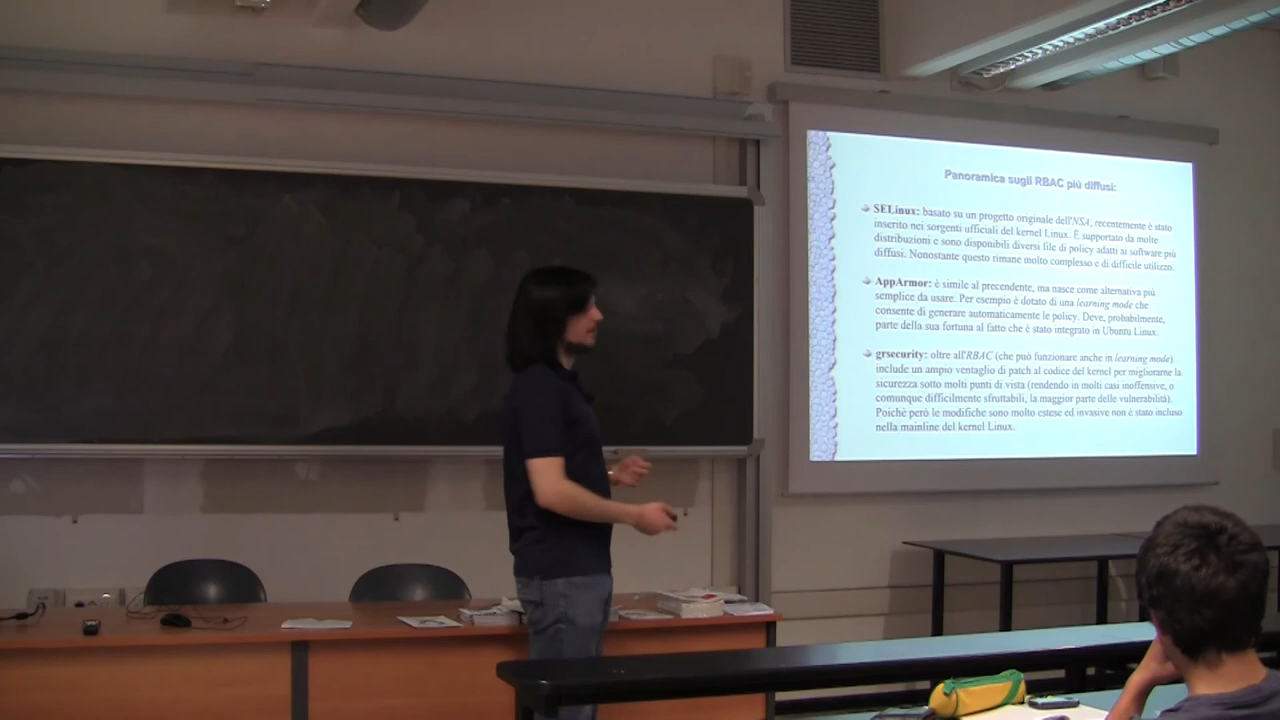 Panoramica sugli RBAC più diffusi:
SELinux: basato su un progetto originale dell'NSA, recentemente è stato
inserito nei sorgenti ufficiali del kernel Linux. È supportato da molte
distribuzioni e sono disponibili diversi file di policy adatti ai software più
diffusi. Nonostante questo rimane molto complesso e di difficile utilizzo.
AppArmor: è simile al precendente, ma nasce come alternativa più
semplice da usare. Per esempio è dotato di una learning mode che
consente di generare automaticamente le policy. Deve, probabilmente,
parte della sua fortuna al fatto che è stato integrato in Ubuntu Linux.
grsecurity: oltre all'RBAC (che può funzionare anche in learning mode)
include un ampio ventaglio di patch al codice del kernel per migliorarne la
sicurezza sotto molti punti di vista (rendendo in molti casi inoffensive, o
comunque difficilmente sfruttabili, la maggior parte delle vulnerabilità).
Poichè però le modifiche sono molto estese ed invasive non è stato incluso
nella mainline del kernel Linux.